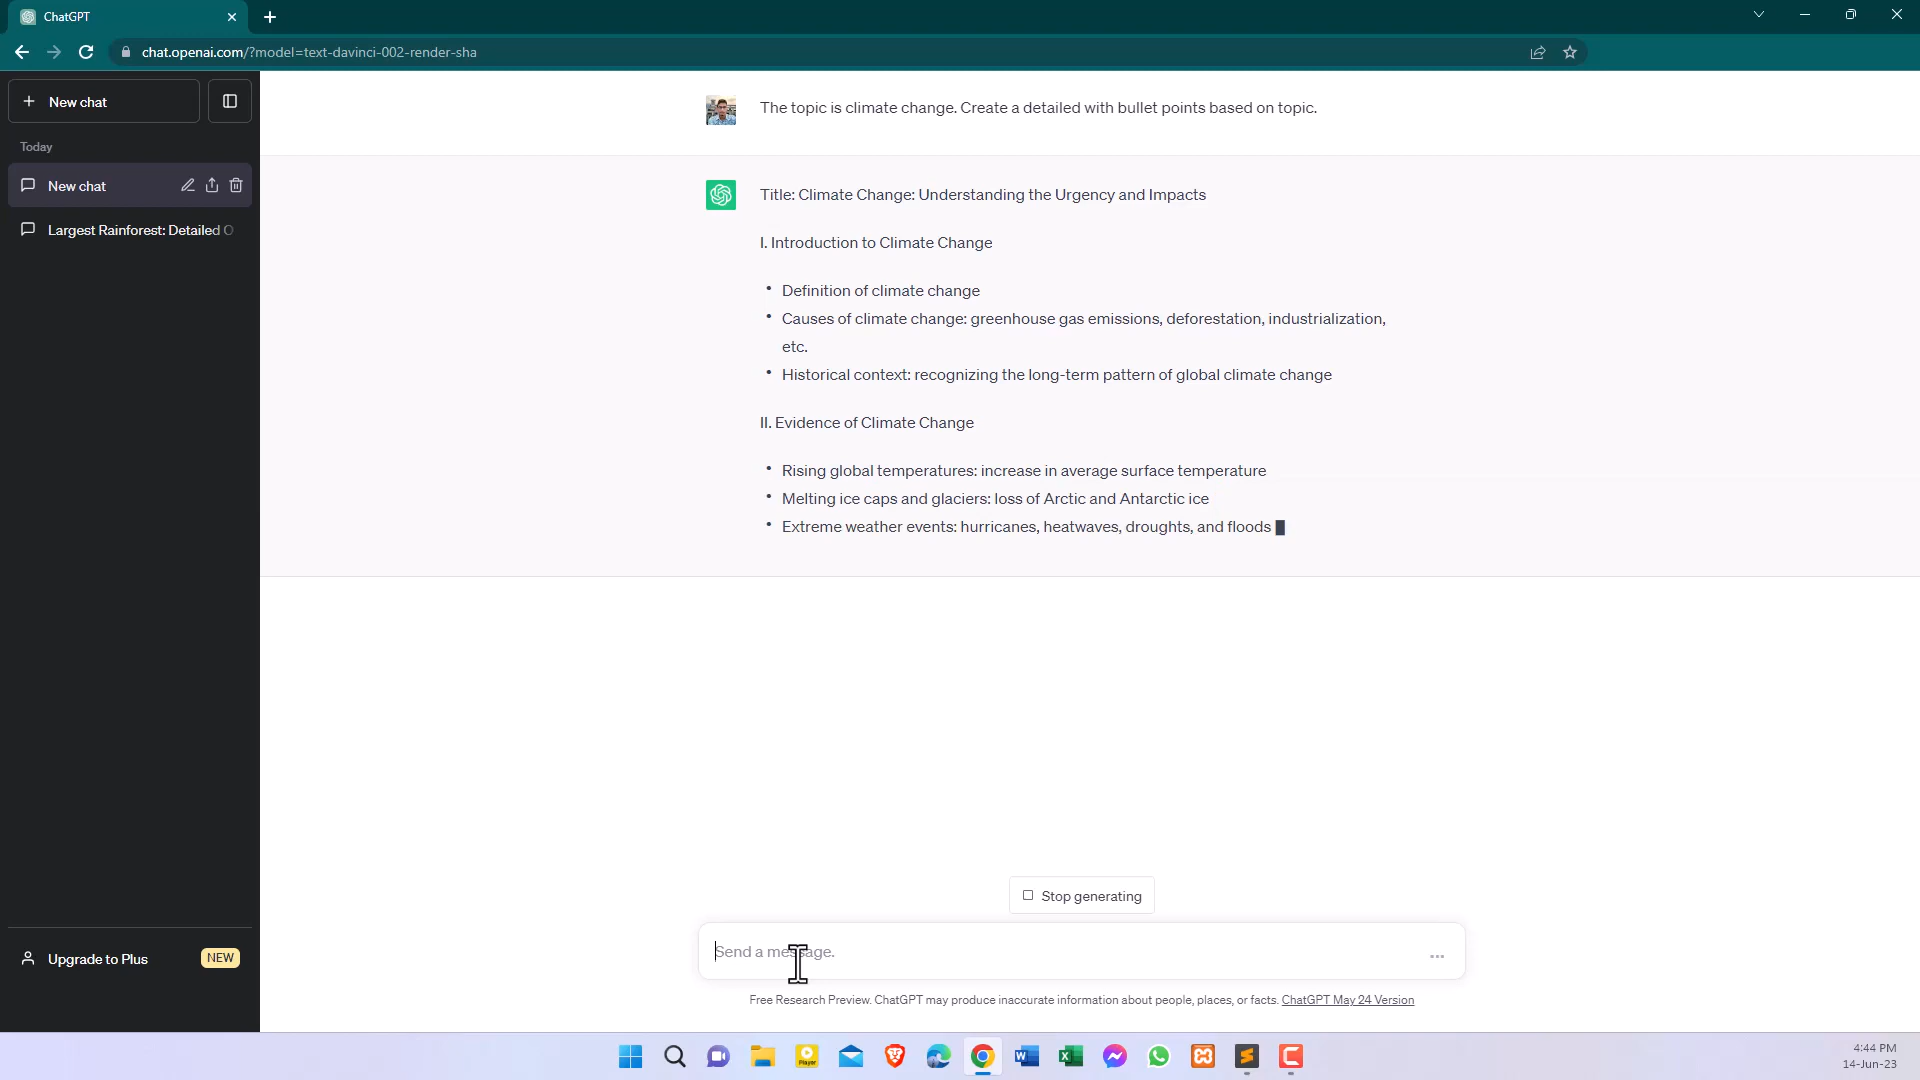 ChatGPT
chat.openai.com/?model=text-davinci-002-render-sha
New chat
Today
New chat
Largest Rainforest: Detailed O
Upgrade to Plus
NEW
The topic is climate change. Create a detailed with bullet points based on topic.
Title: Climate Change: Understanding the Urgency and Impacts
I. Introduction to Climate Change
• Definition of climate change
• Causes of climate change: greenhouse gas emissions, deforestation, industrialization,
etc.
• Historical context: recognizing the long-term pattern of global climate change
II. Evidence of Climate Change
• Rising global temperatures: increase in average surface temperature
• Melting ice caps and glaciers: loss of Arctic and Antarctic ice
• Extreme weather events: hurricanes, heatwaves, droughts, and floods
Stop generating
Send a message.
Free Research Preview. ChatGPT may produce inaccurate information about people, places, or facts. ChatGPT May 24 Version
Player
4:44 PM
14-Jun-23